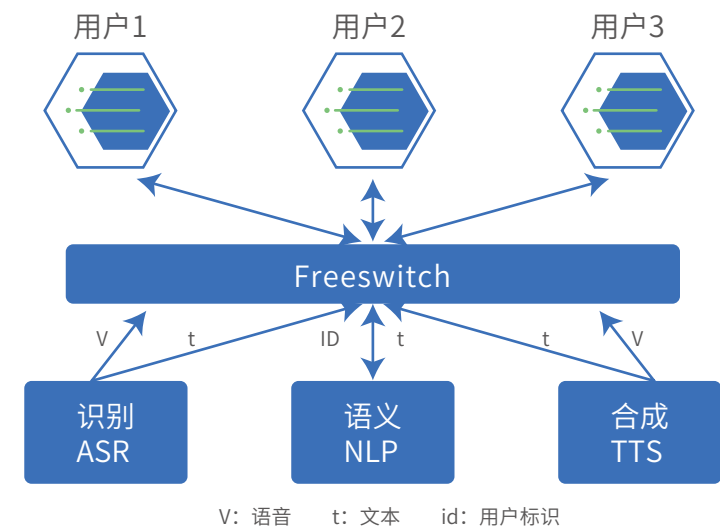 用户1
用户2
用户3
Freeswitch
V
t
ID
t
t
V
识别
ASR
语义
NLP
合成
TTS
V：语音 t：文本 id：用户标识